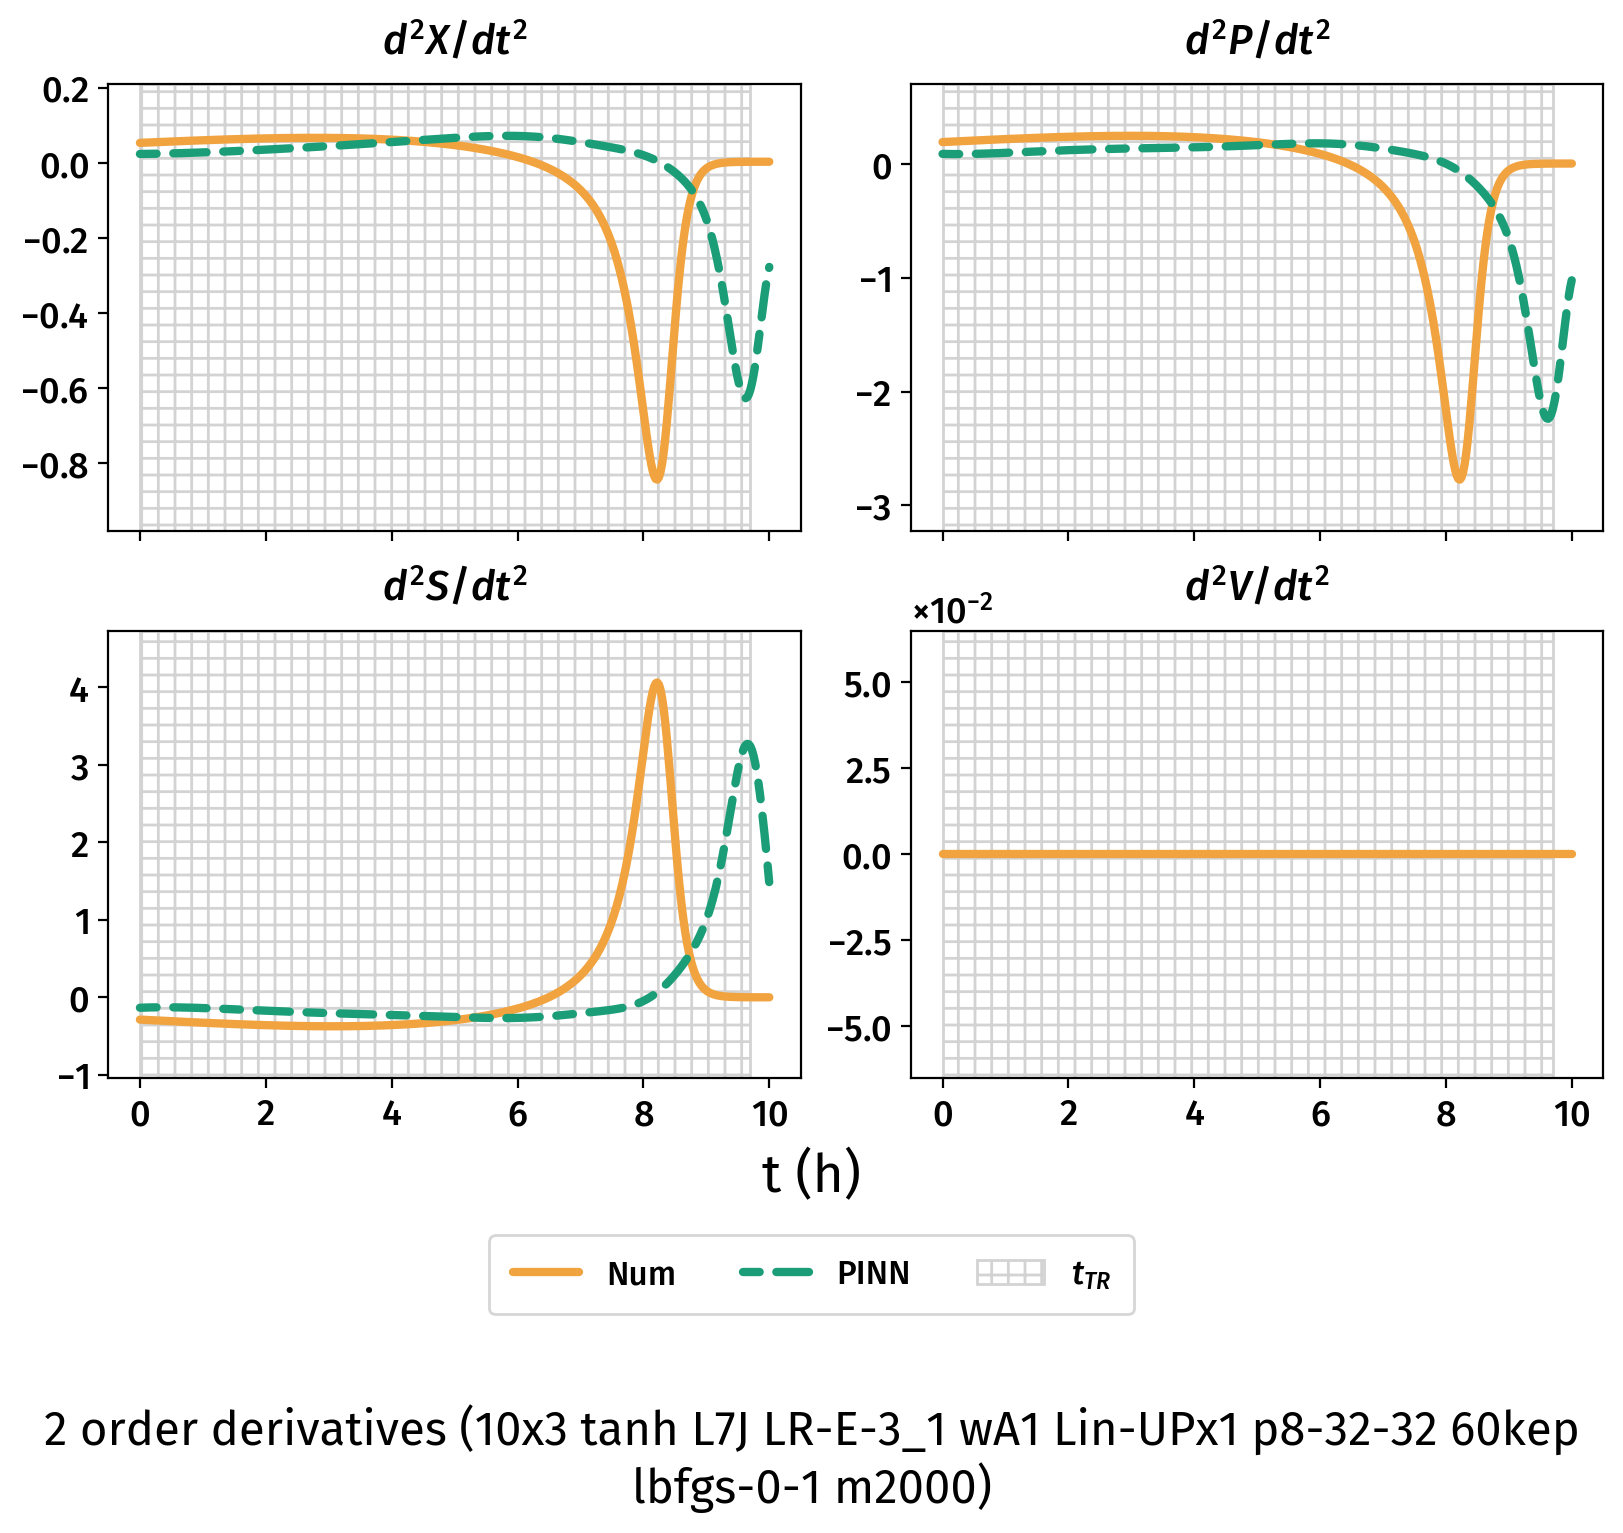 d²X/dt²
d²P/dt²
0.2
0.0
−0.2
−0.4
−0.6
−0.8
0
−1
−2
−3
d²S/dt²
d²V/dt²
×10⁻²
4
3
2
1
0
−1
5.0
2.5
0.0
−2.5
−5.0
0 2 4 6 8 10
0 2 4 6 8 10
t (h)
Num PINN t_TR
2 order derivatives (10x3 tanh L7J LR-E-3_1 wA1 Lin-UPx1 p8-32-32 60kep
lbfgs-0-1 m2000)